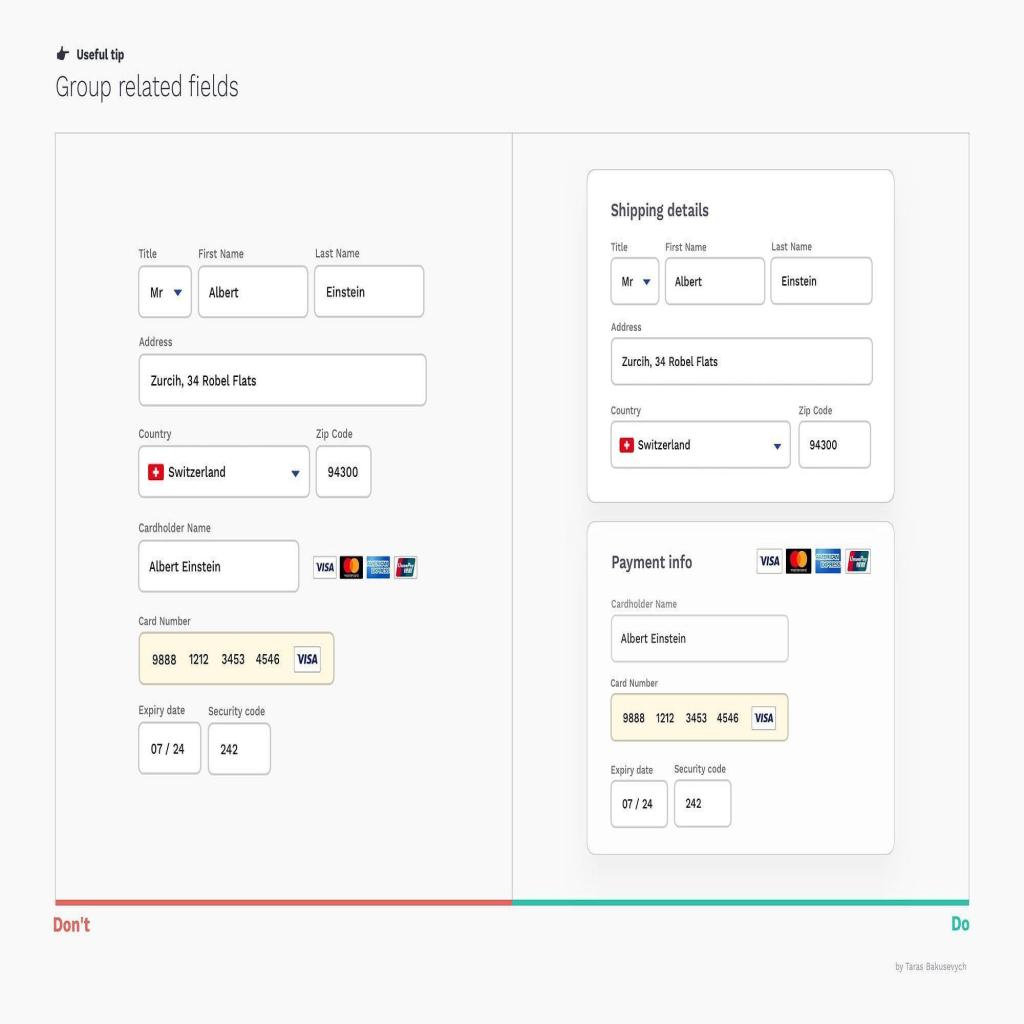 Useful tip
Group related fields
Title First Name Last Name
Mr Albert Einstein
Address
Zurcih, 34 Robel Flats
Country Zip Code
Switzerland 94300
Cardholder Name
Albert Einstein VISA
Card Number
9888 1212 3453 4546 VISA
Expiry date Security code
07 / 24 242
Shipping details
Title First Name Last Name
Mr Albert Einstein
Address
Zurcih, 34 Robel Flats
Country Zip Code
Switzerland 94300
Payment info VISA
Cardholder Name
Albert Einstein
Card Number
9888 1212 3453 4546 VISA
Expiry date Security code
07 / 24 242
Don't Do
by Taras Bakusevych